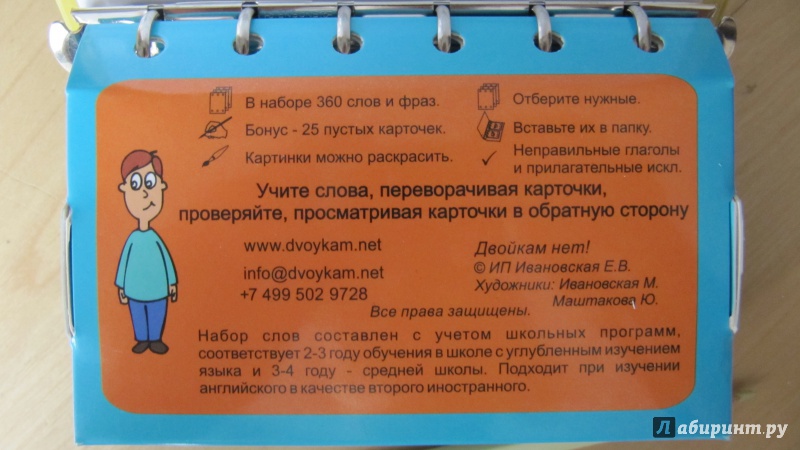 В наборе 360 слов и фраз.
Бонус - 25 пустых карточек.
Картинки можно раскрасить.
Отберите нужные.
Вставьте их в папку.
Неправильные глаголы
и прилагательные искл.
Учите слова, переворачивая карточки,
проверяйте, просматривая карточки в обратную сторону
www.dvoykam.net
info@dvoykam.net
+7 499 502 9728
Двойкам нет!
© ИП Ивановская Е.В.
Художники: Ивановская М.
Маштакова Ю.
Все права защищены.
Набор слов составлен с учетом школьных программ,
соответствует 2-3 году обучения в школе с углубленным изучением
языка и 3-4 году - средней школы. Подходит при изучении
английского в качестве второго иностранного.
Лабиринт.ру